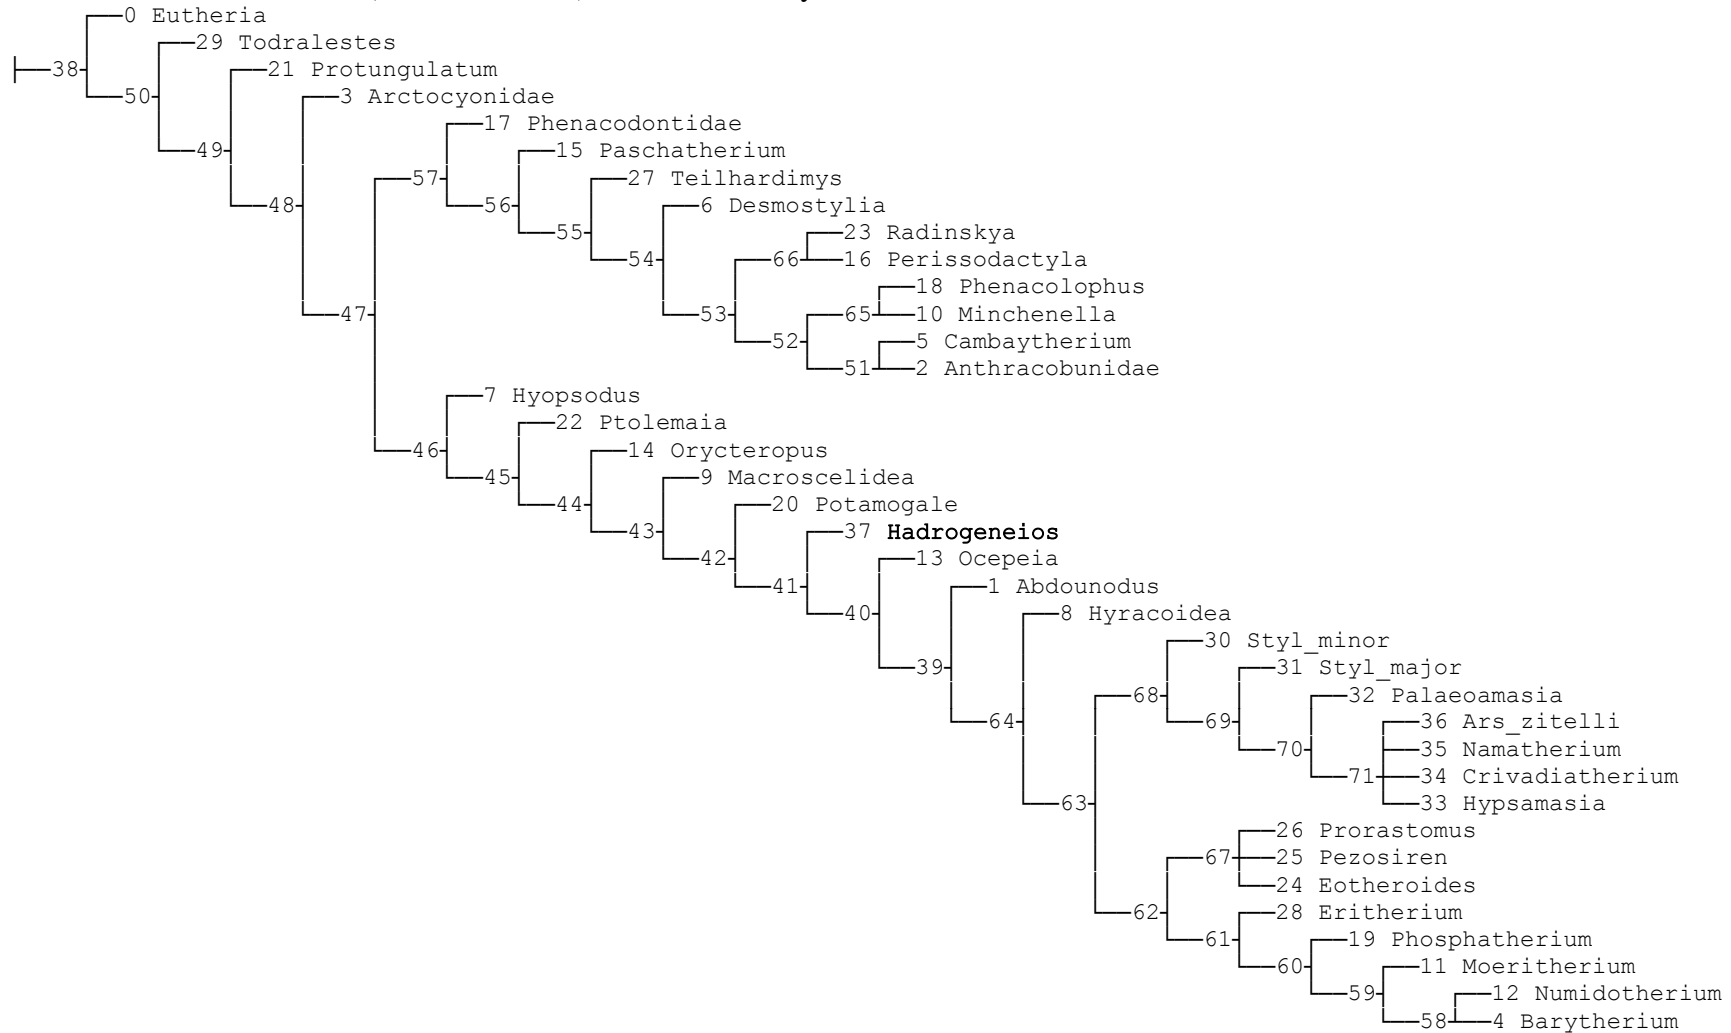 0 Eutheria
29 Todralestes
38
21 Protungulatum
50
3 Arctocyonidae
17 Phenacodontidae
49
15 Paschatherium
57
27 Teilhardimys
48
56
6 Desmostylia
55
23 Radinskya
54
66
16 Perissodactyla
18 Phenacolophus
47
53
65
10 Minchenella
52
5 Cambaytherium
51
2 Anthracobunidae
7 Hyopsodus
22 Ptolemaia
46
14 Orycteropus
45
9 Macroscelidea
44
20 Potamogale
43
37 Hadrogeneios
42
13 Ocepeia
41
1 Abdounodus
40
8 Hyracoidea
30 Styl_minor
39
31 Styl_major
68
32 Palaeoamasia
64
69
36 Ars_zitelli
70
35 Namatherium
71
34 Crivadiatherium
63
33 Hypsamasia
26 Prorastomus
67
25 Pezosiren
24 Eotheroides
62
28 Eritherium
61
19 Phosphatherium
60
11 Moeritherium
59
12 Numidotherium
58
4 Barytherium